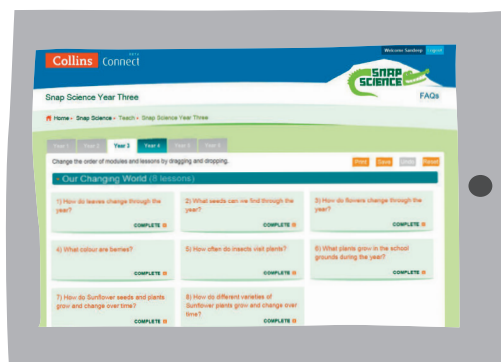 BETA
Collins Connect
Welcome Sandeep Logout
SNAP
SCIENCE
Snap Science Year Three
FAQs
Home › Snap Science › Teach › Snap Science Year Three
Year 1 Year 2 Year 3 Year 4 Year 5 Year 6
Change the order of modules and lessons by dragging and dropping.
Print Save Undo Reset
- Our Changing World (8 lessons)
1) How do leaves change through the
year?
COMPLETE
2) What seeds can we find through the
year?
COMPLETE
3) How do flowers change through the
year?
COMPLETE
4) What colour are berries?
COMPLETE
5) How often do insects visit plants?
COMPLETE
6) What plants grow in the school
grounds during the year?
COMPLETE
7) How do Sunflower seeds and plants
grow and change over time?
COMPLETE
8) How do different varieties of
Sunflower plants grow and change over
time?
COMPLETE